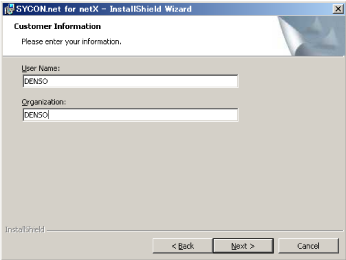 SYCON.net for netX - InstallShield Wizard
Customer Information
Please enter your information.
User Name:
DENSO
Organization:
DENSO
InstallShield
< Back
Next >
Cancel